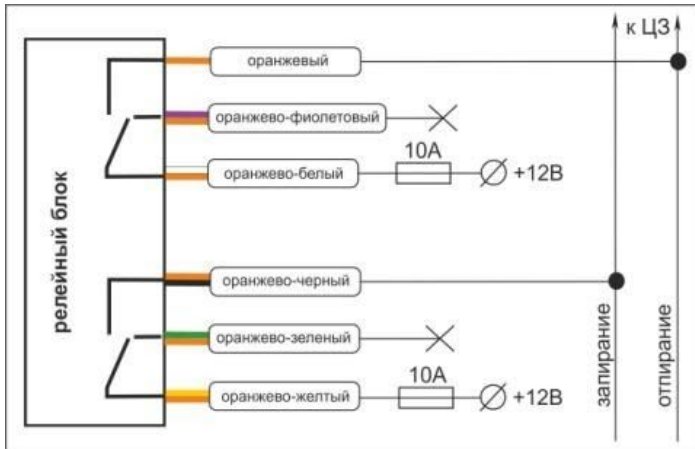 к ЦЗ
оранжевый
оранжево-фиолетовый
10А
оранжево-белый
+12В
релейный блок
оранжево-черный
оранжево-зеленый
10А
оранжево-желтый
+12В
запирание
отпирание